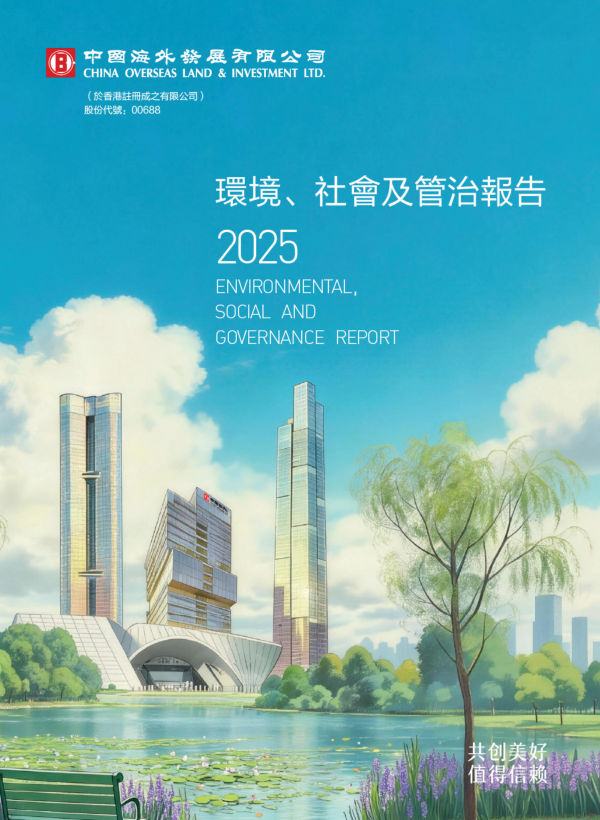 中國海外發展有限公司
CHINA OVERSEAS LAND & INVESTMENT LTD.
（於香港註冊成之有限公司）
股份代號：00688
環境、社會及管治報告
2025
ENVIRONMENTAL,
SOCIAL AND
GOVERNANCE REPORT
共创美好
值得信赖